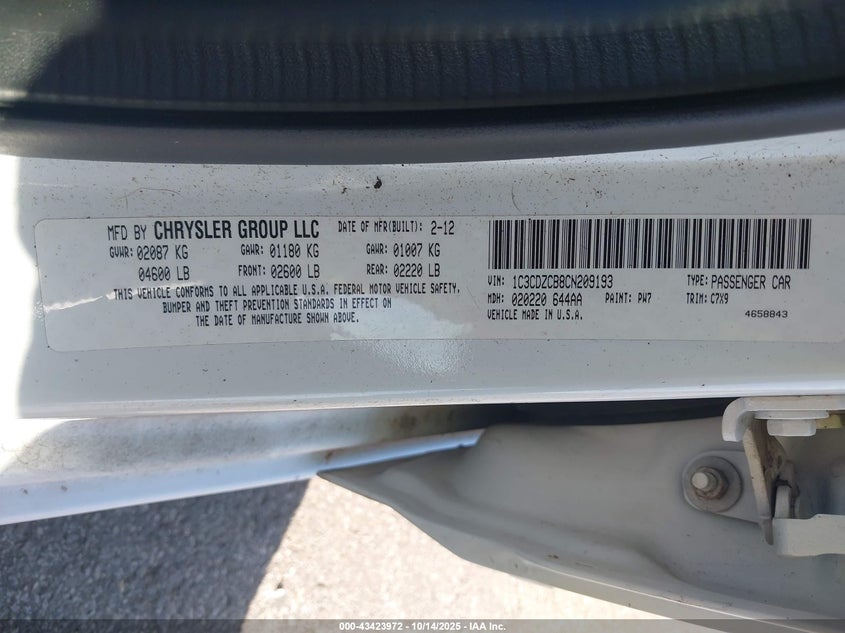 MFD BY CHRYSLER GROUP LLC DATE OF MFR(BUILT): 2-12
GVWR: 02087 KG GAWR: 01180 KG GAWR: 01007 KG
04600 LB FRONT: 02600 LB REAR: 02220 LB
THIS VEHICLE CONFORMS TO ALL APPLICABLE U.S.A. FEDERAL MOTOR VEHICLE SAFETY,
BUMPER AND THEFT PREVENTION STANDARDS IN EFFECT ON
THE DATE OF MANUFACTURE SHOWN ABOVE.
VIN: 1C3CDZCB8CN209193 TYPE: PASSENGER CAR
MDH: 020220 644AA PAINT: PW7 TRIM: C7X9
VEHICLE MADE IN U.S.A. 4658843
000-43423972 - 10/14/2025 - IAA Inc.